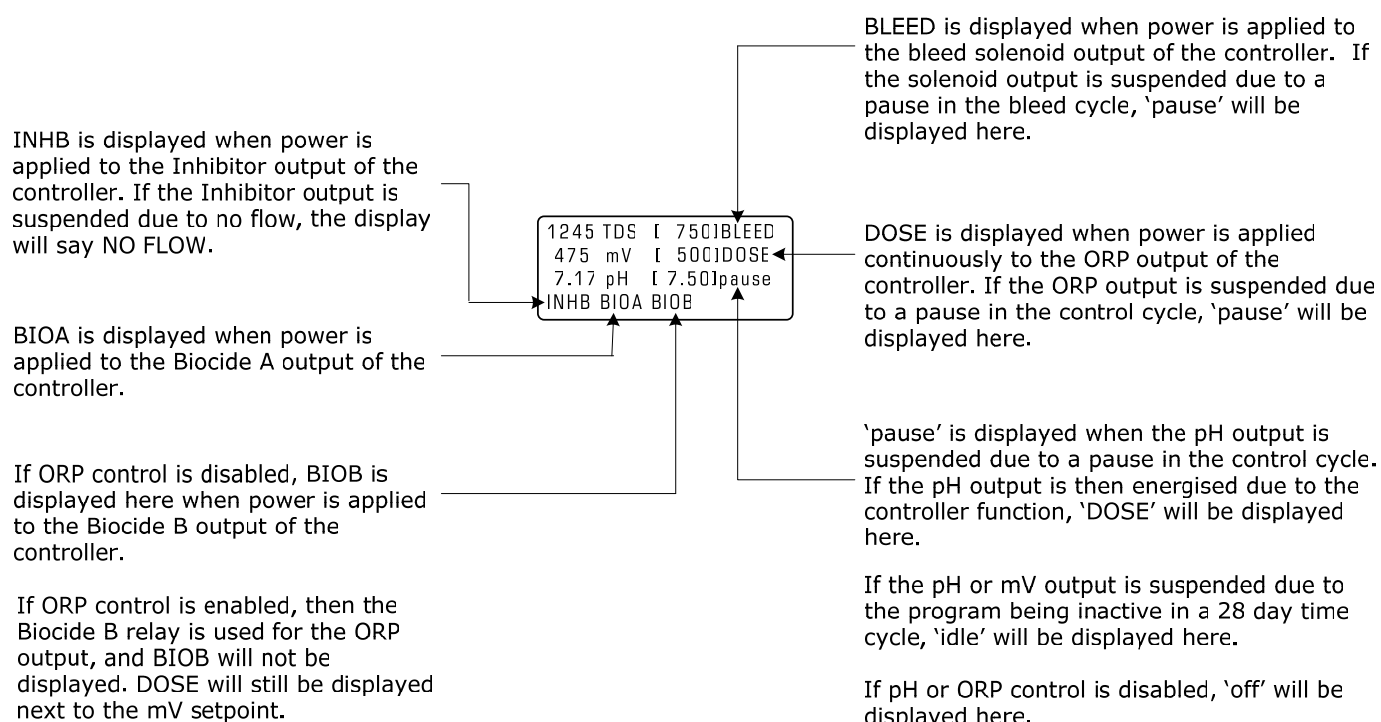 INHB is displayed when power is
applied to the Inhibitor output of the
controller. If the Inhibitor output is
suspended due to no flow, the display
will say NO FLOW.
BIOA is displayed when power is
applied to the Biocide A output of the
controller.
If ORP control is disabled, BIOB is
displayed here when power is applied
to the Biocide B output of the
controller.
If ORP control is enabled, then the
Biocide B relay is used for the ORP
output, and BIOB will not be
displayed. DOSE will still be displayed
next to the mV setpoint.
1245 TDS [ 750]BLEED
475 mV [ 500]DOSE
7.17 pH [ 7.50]pause
INHB BIOA BIOB
BLEED is displayed when power is applied to
the bleed solenoid output of the controller. If
the solenoid output is suspended due to a
pause in the bleed cycle, ‘pause’ will be
displayed here.
DOSE is displayed when power is applied
continuously to the ORP output of the
controller. If the ORP output is suspended due
to a pause in the control cycle, ‘pause’ will be
displayed here.
‘pause’ is displayed when the pH output is
suspended due to a pause in the control cycle.
If the pH output is then energised due to the
controller function, ‘DOSE’ will be displayed
here.
If the pH or mV output is suspended due to
the program being inactive in a 28 day time
cycle, ‘idle’ will be displayed here.
If pH or ORP control is disabled, ‘off’ will be
displayed here.